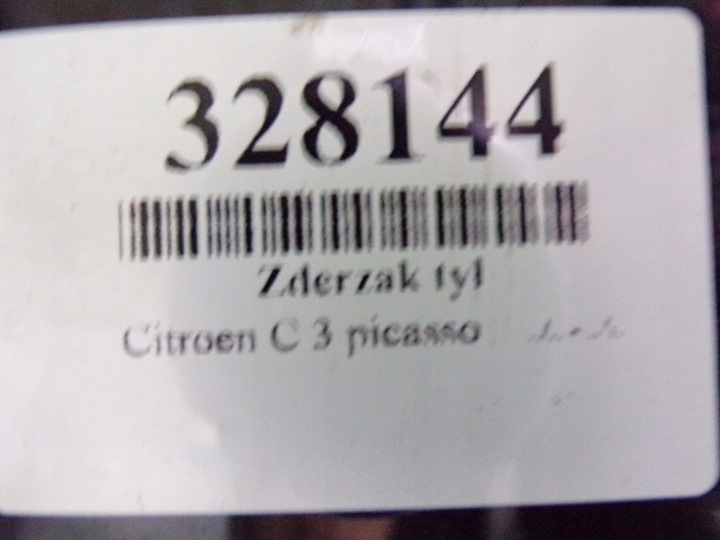 328144
Zderzak tył
Citroen C 3 picasso